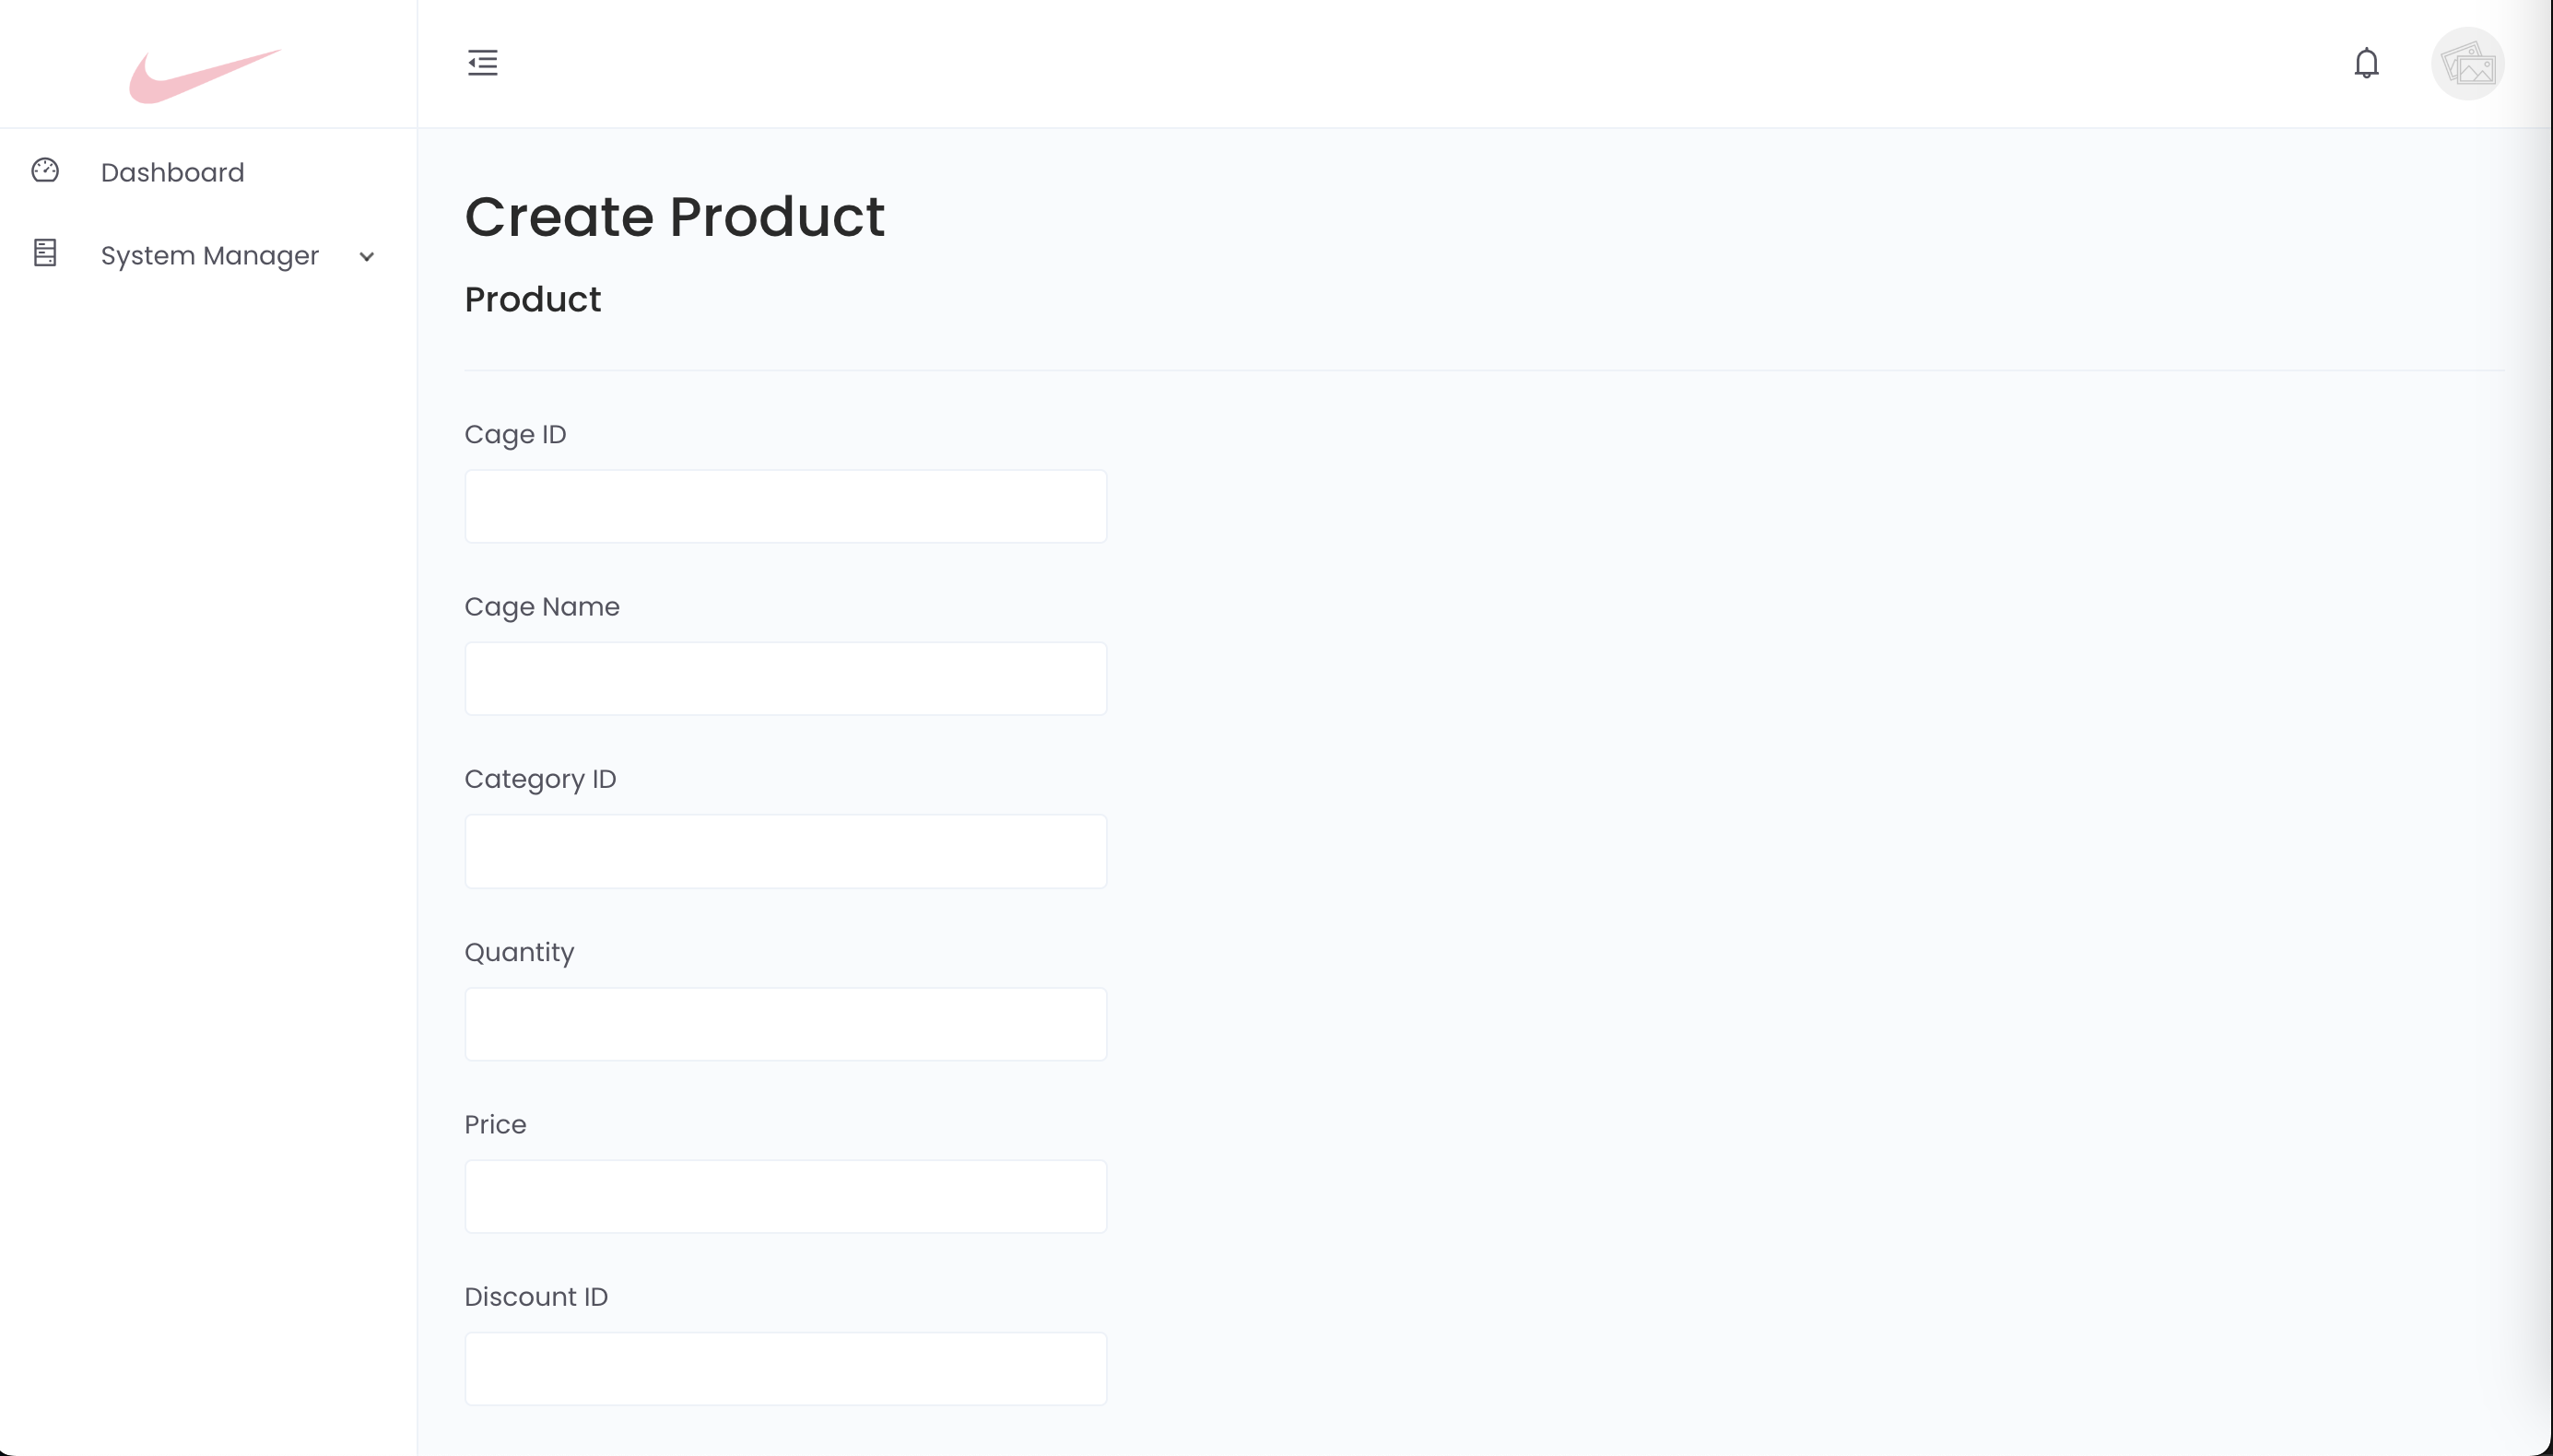 Dashboard
System Manager
Create Product
Product
Cage ID
Cage Name
Category ID
Quantity
Price
Discount ID